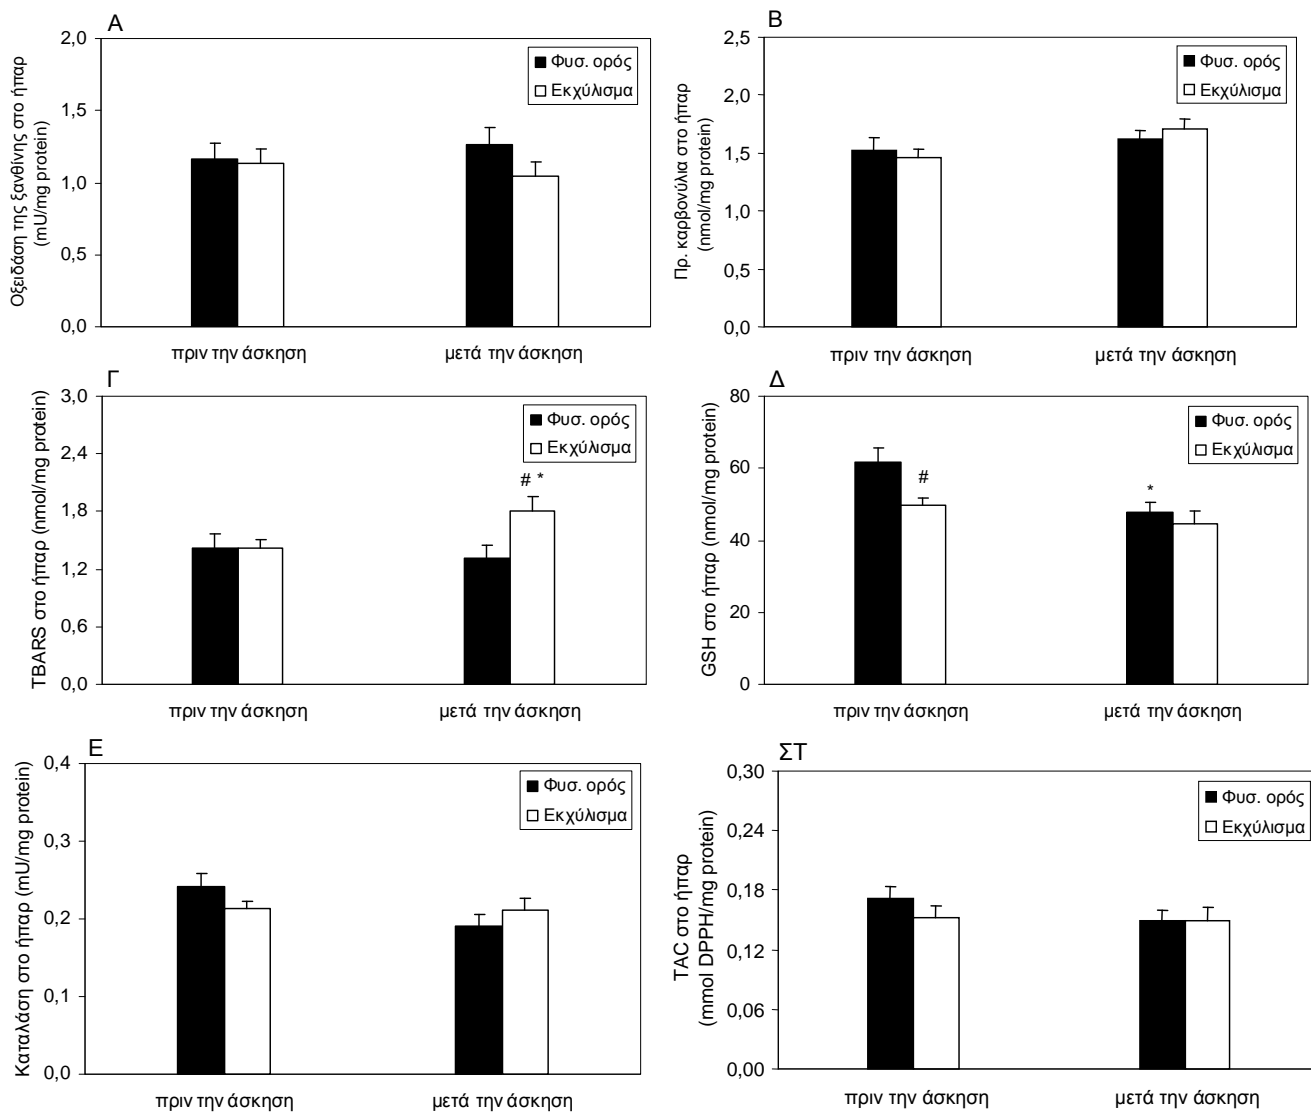 Α
Οξειδάση της ξανθίνης στο ήπαρ
(mU/mg protein)
2,0
1,5
1,0
0,5
0,0
Φυσ. ορός
Εκχύλισμα
πριν την άσκηση
μετά την άσκηση
Β
Πρ. καρβονύλια στο ήπαρ
(nmol/mg protein)
2,5
2,0
1,5
1,0
0,5
0,0
Φυσ. ορός
Εκχύλισμα
πριν την άσκηση
μετά την άσκηση
Γ
TBARS στο ήπαρ (nmol/mg protein)
3,0
2,4
1,8
1,2
0,6
0,0
Φυσ. ορός
Εκχύλισμα
# *
πριν την άσκηση
μετά την άσκηση
Δ
GSH στο ήπαρ (nmol/mg protein)
80
60
40
20
0
Φυσ. ορός
Εκχύλισμα
#
*
πριν την άσκηση
μετά την άσκηση
Ε
Καταλάση στο ήπαρ (mU/mg protein)
0,4
0,3
0,2
0,1
0,0
Φυσ. ορός
Εκχύλισμα
πριν την άσκηση
μετά την άσκηση
ΣΤ
TAC στο ήπαρ
(mmol DPPH/mg protein)
0,30
0,24
0,18
0,12
0,06
0,00
Φυσ. ορός
Εκχύλισμα
πριν την άσκηση
μετά την άσκηση